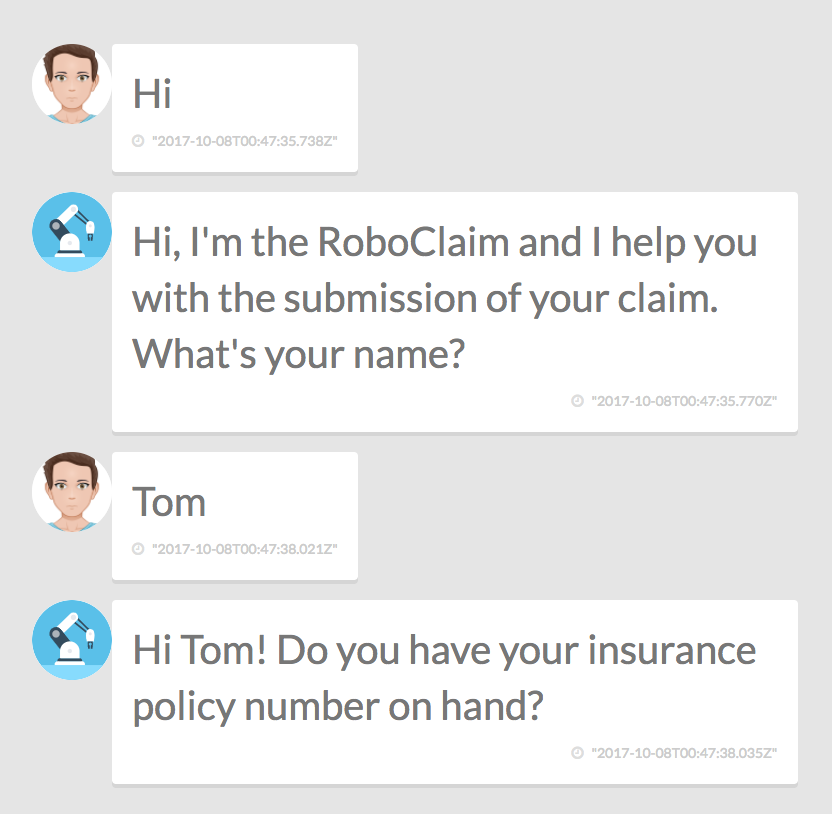 Hi
"2017-10-08T00:47:35.738Z"
Hi, I'm the RoboClaim and I help you
with the submission of your claim.
What's your name?
"2017-10-08T00:47:35.770Z"
Tom
"2017-10-08T00:47:38.021Z"
Hi Tom! Do you have your insurance
policy number on hand?
"2017-10-08T00:47:38.035Z"